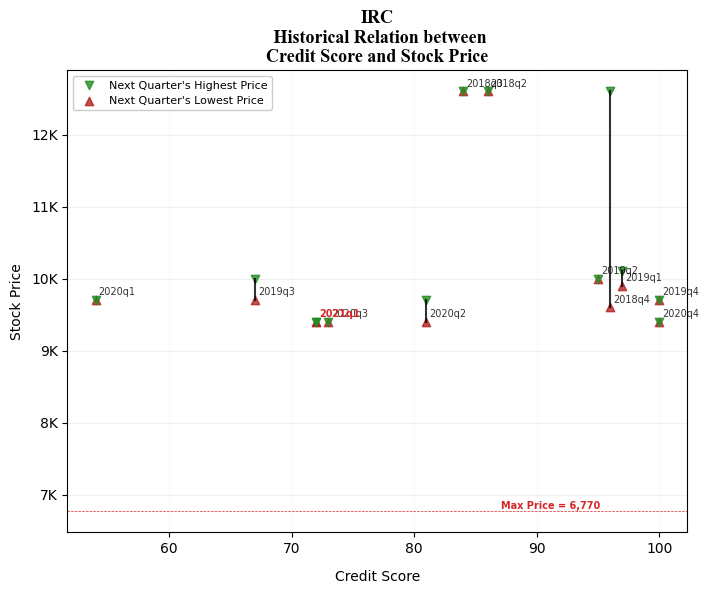 IRC
Historical Relation between
Credit Score and Stock Price
Next Quarter's Highest Price
Next Quarter's Lowest Price
2018q3
2018q2
12K
11K
10K
9K
8K
7K
2019q2
2019q1
2020q1
2019q3
2018q4
2019q4
2020q3
2020q2
2020q4
Max Price = 6,770
60
70
80
90
100
Credit Score
Stock Price